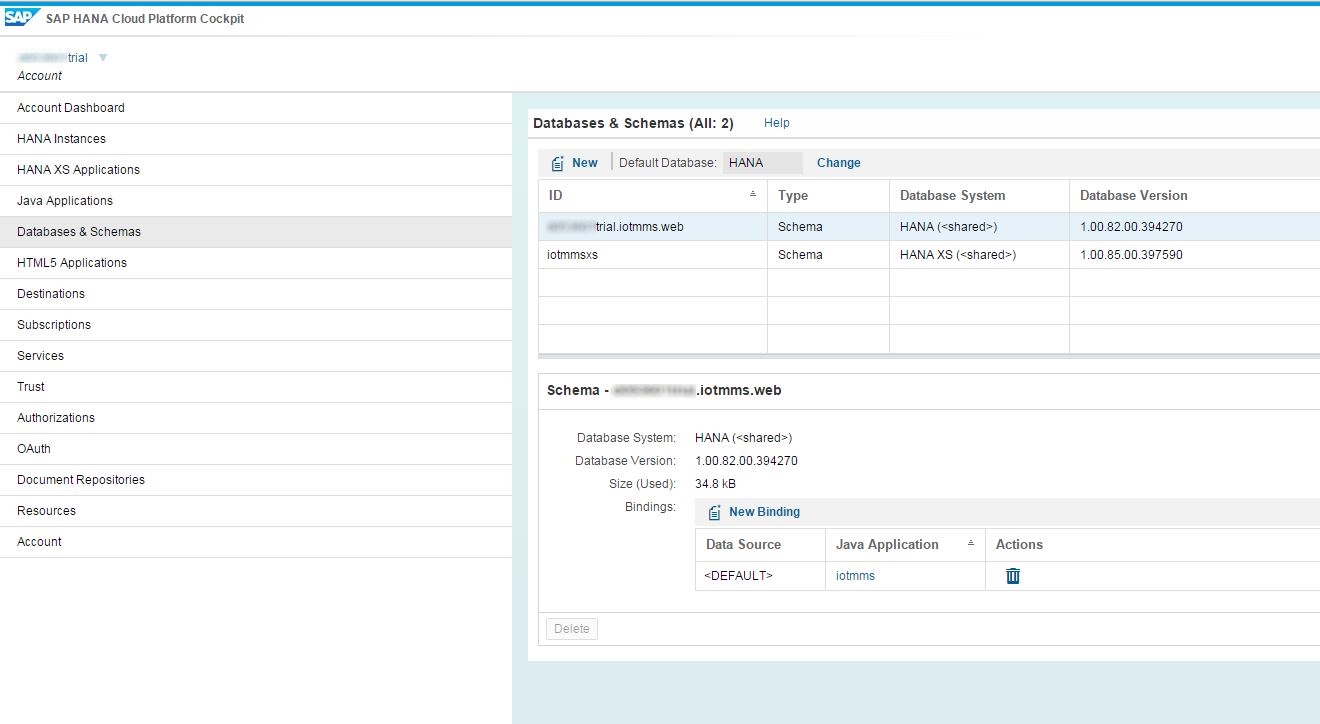 SAP SAP HANA Cloud Platform Cockpit
trial
Account
Account Dashboard
HANA Instances
HANA XS Applications
Java Applications
Databases & Schemas
HTML5 Applications
Destinations
Subscriptions
Services
Trust
Authorizations
OAuth
Document Repositories
Resources
Account
Databases & Schemas (All: 2) Help
New Default Database: HANA Change
ID Type Database System Database Version
trial.iotmms.web Schema HANA (<shared>) 1.00.82.00.394270
iotmmsxs Schema HANA XS (<shared>) 1.00.85.00.397590
Schema - .iotmms.web
Database System: HANA (<shared>)
Database Version: 1.00.82.00.394270
Size (Used): 34.8 kB
Bindings: New Binding
Data Source Java Application Actions
<DEFAULT> iotmms
Delete